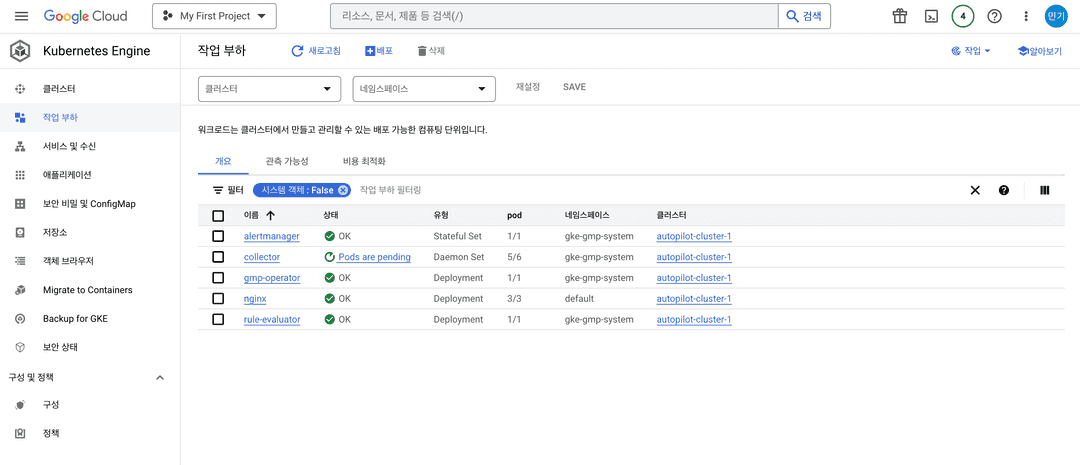 Google Cloud My First Project 리소스, 문서, 제품 등 검색(/) 검색 4 민기
Kubernetes Engine 작업 부하 새로고침 배포 삭제 작업 알아보기
클러스터 네임스페이스 재설정 SAVE
워크로드는 클러스터에서 만들고 관리할 수 있는 배포 가능한 컴퓨팅 단위입니다.
개요 관측 가능성 비용 최적화
필터 시스템 객체 : False 작업 부하 필터링
이름 상태 유형 pod 네임스페이스 클러스터
alertmanager OK Stateful Set 1/1 gke-gmp-system autopilot-cluster-1
collector Pods are pending Daemon Set 5/6 gke-gmp-system autopilot-cluster-1
gmp-operator OK Deployment 1/1 gke-gmp-system autopilot-cluster-1
nginx OK Deployment 3/3 default autopilot-cluster-1
rule-evaluator OK Deployment 1/1 gke-gmp-system autopilot-cluster-1
클러스터
작업 부하
서비스 및 수신
애플리케이션
보안 비밀 및 ConfigMap
저장소
객체 브라우저
Migrate to Containers
Backup for GKE
보안 상태
구성 및 정책
구성
정책